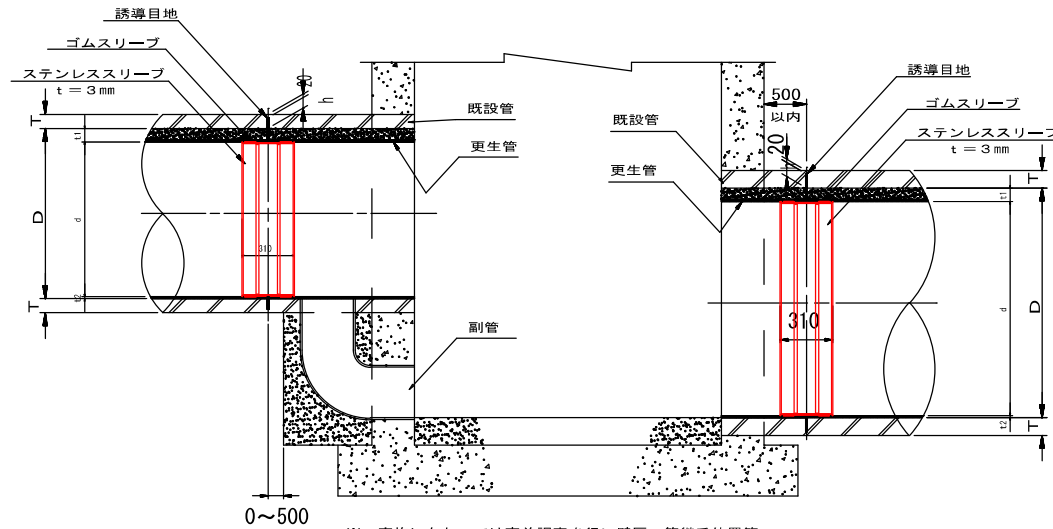 誘導目地
ゴムスリーブ
ステンレススリーブ
t=3mm
20
h
既設管
更生管
T
t1
D
d
t2
T
310
副管
0～500
500
以内
20
誘導目地
ゴムスリーブ
ステンレススリーブ
t=3mm
既設管
更生管
T
t1
D
d
t2
T
310